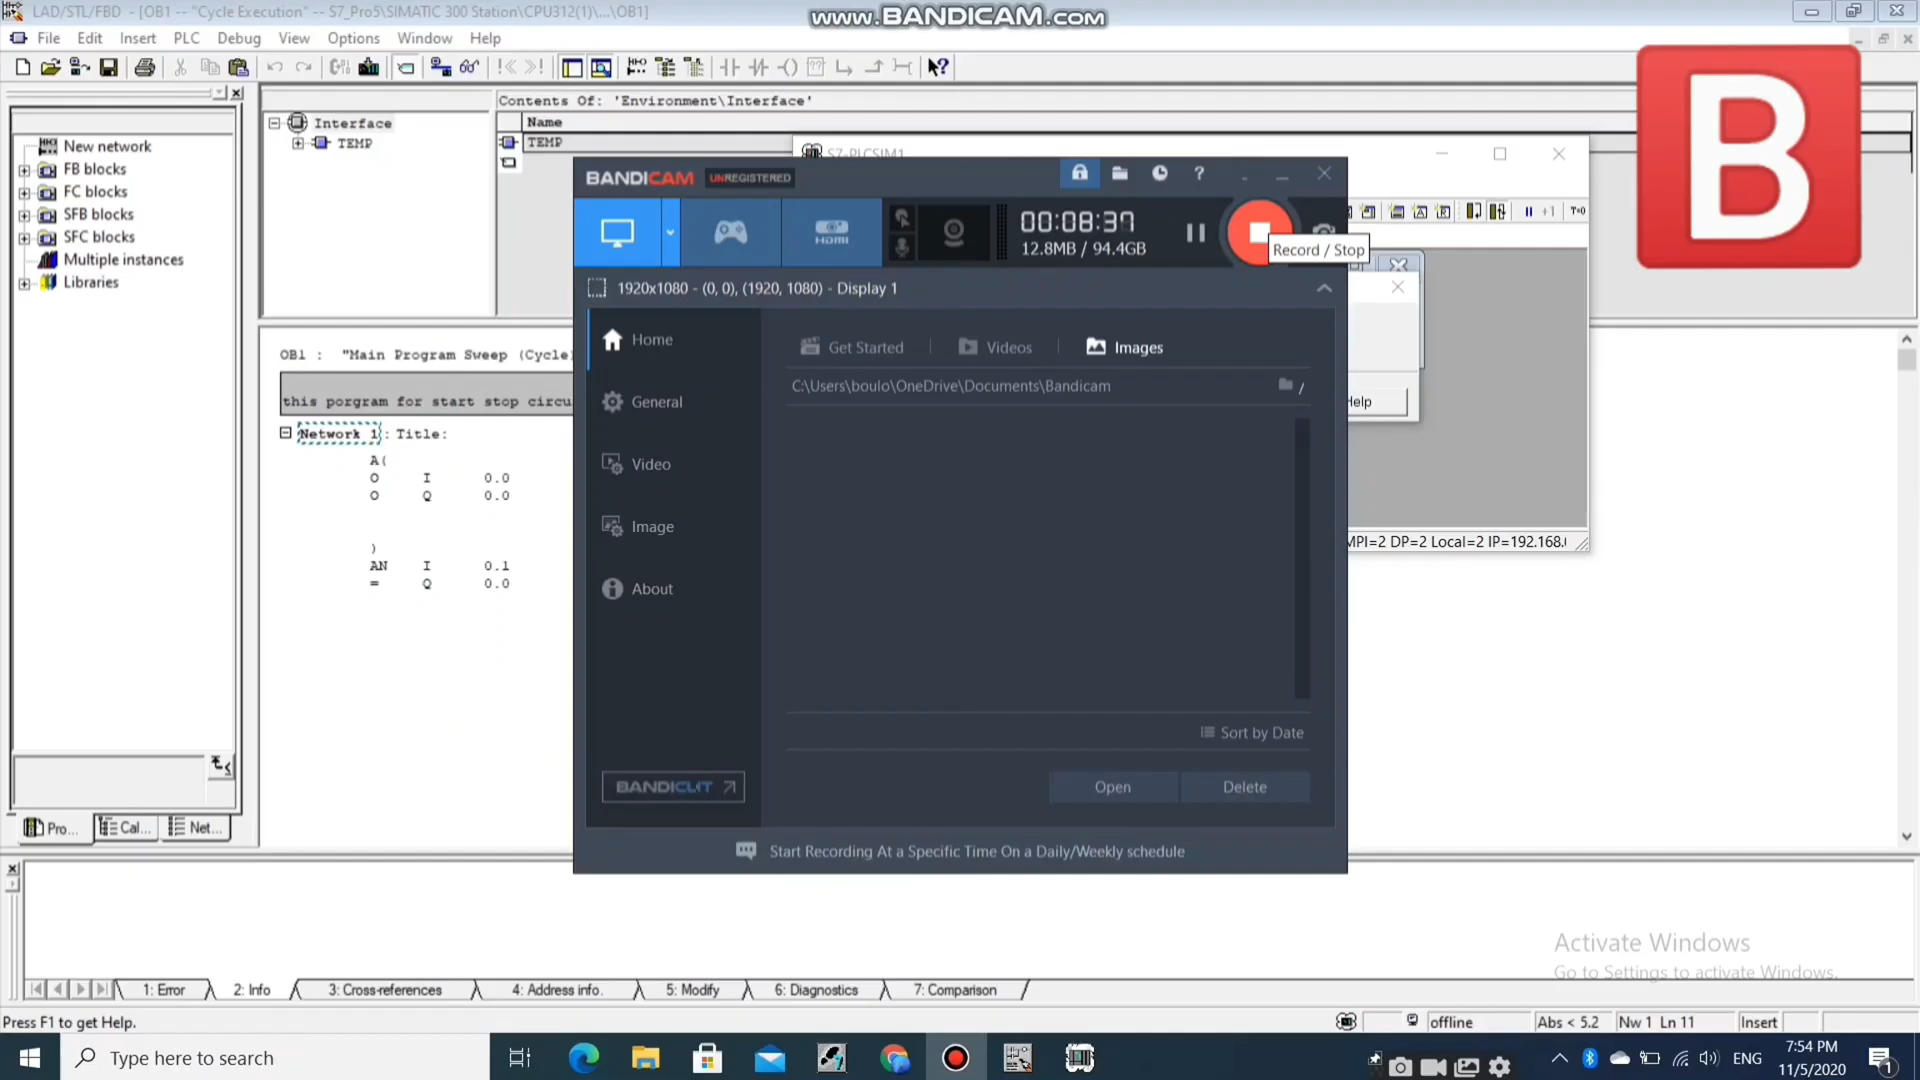 LAD/STL/FBD - [OB1 -- "Cycle Execution" -- S7_Pro5\SIMATIC 300 Station\CPU312(1)\...\OB1]
www.BANDICAM.com
File Edit Insert PLC Debug View Options Window Help
Contents Of: 'Environment\Interface'
Interface
TEMP
Name
TEMP
S7-PLCSIM1
New network
FB blocks
FC blocks
SFB blocks
SFC blocks
Multiple instances
Libraries
B
BANDICAM UNREGISTERED
?
HDMI
00:08:37
12.8MB / 94.4GB
Record / Stop
+1 T=0
1920x1080 - (0, 0), (1920, 1080) - Display 1
Home
General
Video
Image
About
Get Started Videos Images
C:\Users\boulo\OneDrive\Documents\Bandicam
/
Sort by Date
Open Delete
BANDICUT
Start Recording At a Specific Time On a Daily/Weekly schedule
Help
MPI=2 DP=2 Local=2 IP=192.168.
OB1 : "Main Program Sweep (Cycle)
this porgram for start stop circu
Network 1: Title:
A(
O I 0.0
O Q 0.0
)
AN I 0.1
= Q 0.0
Pro... Cal... Net...
1: Error 2: Info 3: Cross-references 4: Address info. 5: Modify 6: Diagnostics 7: Comparison
Activate Windows
Go to Settings to activate Windows.
Press F1 to get Help.
offline Abs < 5.2 Nw 1 Ln 11 Insert
Type here to search
ENG
7:54 PM
11/5/2020
1